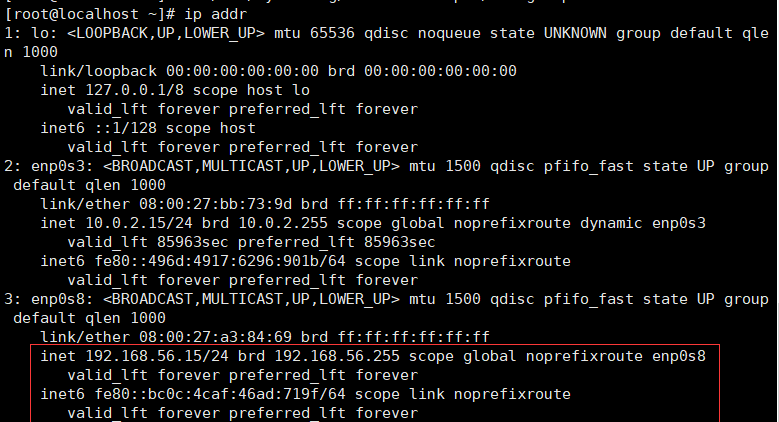 [root@localhost ~]# ip addr
1: lo: <LOOPBACK,UP,LOWER_UP> mtu 65536 qdisc noqueue state UNKNOWN group default qle
n 1000
    link/loopback 00:00:00:00:00:00 brd 00:00:00:00:00:00
    inet 127.0.0.1/8 scope host lo
       valid_lft forever preferred_lft forever
    inet6 ::1/128 scope host
       valid_lft forever preferred_lft forever
2: enp0s3: <BROADCAST,MULTICAST,UP,LOWER_UP> mtu 1500 qdisc pfifo_fast state UP group
 default qlen 1000
    link/ether 08:00:27:bb:73:9d brd ff:ff:ff:ff:ff:ff
    inet 10.0.2.15/24 brd 10.0.2.255 scope global noprefixroute dynamic enp0s3
       valid_lft 85963sec preferred_lft 85963sec
    inet6 fe80::496d:4917:6296:901b/64 scope link noprefixroute
       valid_lft forever preferred_lft forever
3: enp0s8: <BROADCAST,MULTICAST,UP,LOWER_UP> mtu 1500 qdisc pfifo_fast state UP group
 default qlen 1000
    link/ether 08:00:27:a3:84:69 brd ff:ff:ff:ff:ff:ff
    inet 192.168.56.15/24 brd 192.168.56.255 scope global noprefixroute enp0s8
       valid_lft forever preferred_lft forever
    inet6 fe80::bc0c:4caf:46ad:719f/64 scope link noprefixroute
       valid_lft forever preferred_lft forever